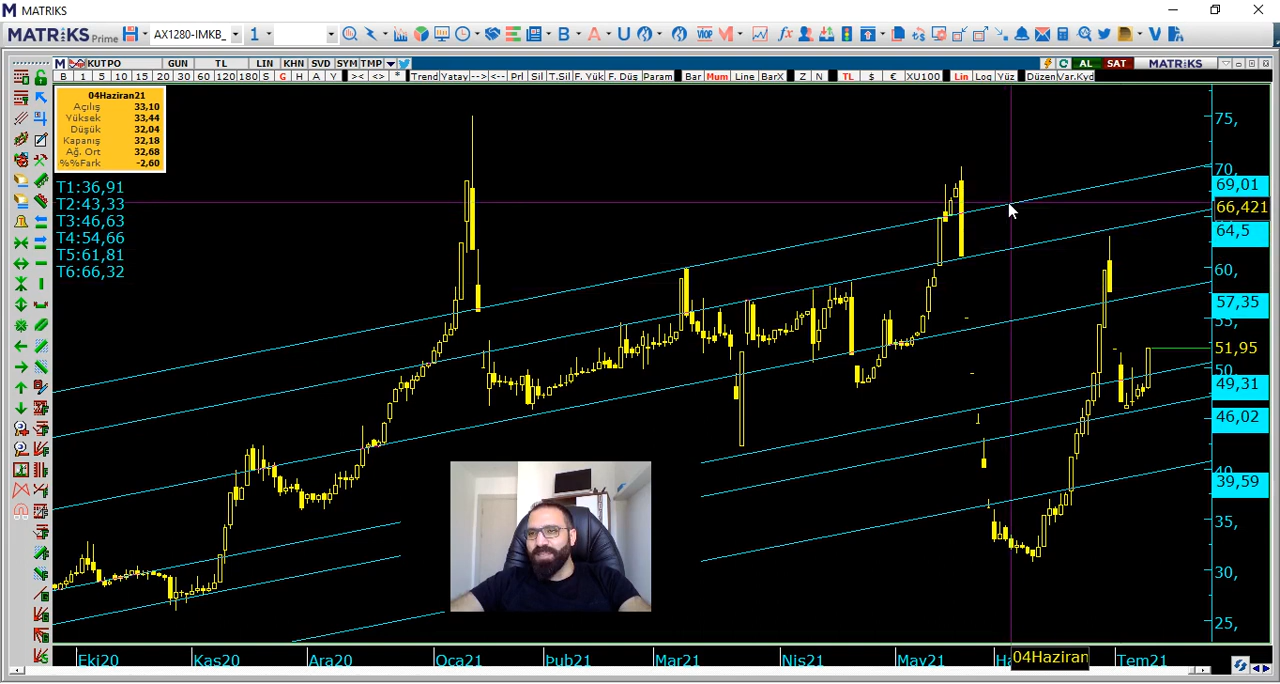 MATRIKS
MATRiKS Prime AX1280-IMKB_ 1 B A U M fx VIOP D V
M KUTPO GUN LIN KHN SVD SYM TMP AL SAT MATRiKS
B 1 5 10 15 20 30 60 120 180 S G H A Y >< <> * Trend Yatay --> <-- Prl Sil T.Sil F. Yük F. Düş Param Bar Mum Line BarX Z N TL $ € XU100 Lin Log Yüz Düzen Var.Kyd
04Haziran21
Açılış 33,10
Yüksek 33,44
Düşük 32,04
Kapanış 32,18
Ağ. Ort 32,68
%%Fark -2,60
T1:36,91
T2:43,33
T3:46,63
T4:54,66
T5:61,81
T6:66,32
75,
70,
69,01
66,421
64,5
60,
57,35
55,
51,95
50,
49,31
46,02
40,
39,59
35,
30,
25,
Eki20 Kas20 Ara20 Oca21 Þub21 Mar21 Nis21 May21 Ha 04Haziran Tem21